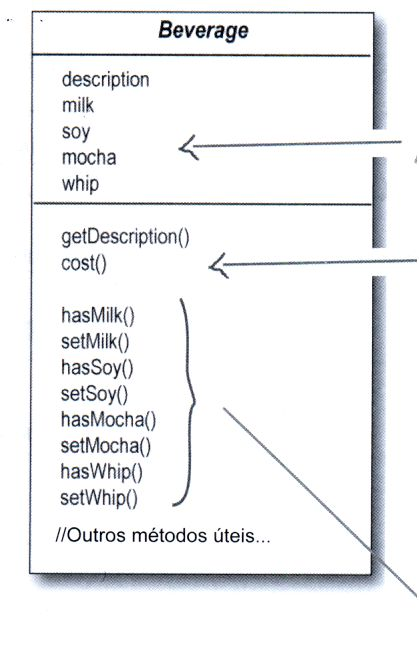 Beverage
description
milk
soy
mocha
whip
getDescription()
cost()
hasMilk()
setMilk()
hasSoy()
setSoy()
hasMocha()
setMocha()
hasWhip()
setWhip()
//Outros métodos úteis...